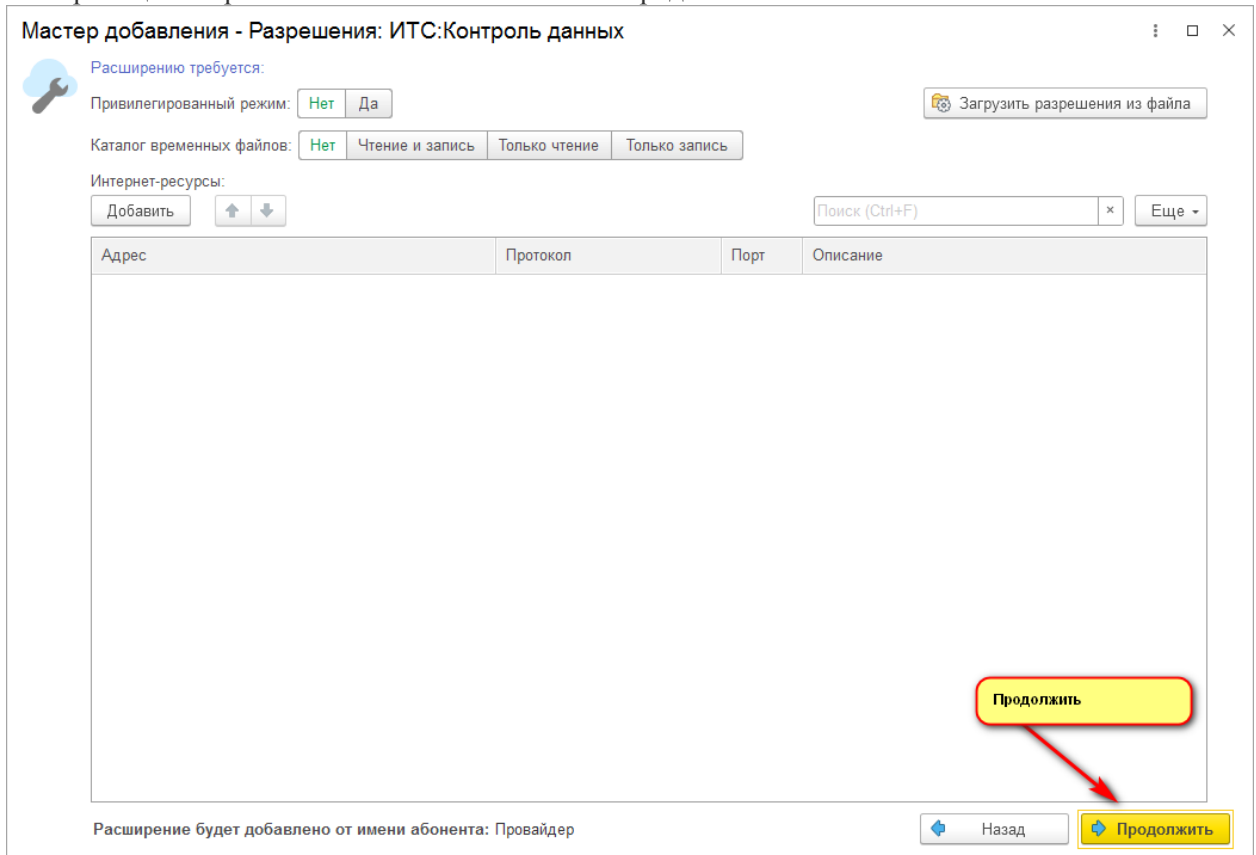 Мастер добавления - Разрешения: ИТС:Контроль данных
Расширению требуется:
Привилегированный режим: Нет Да Загрузить разрешения из файла
Каталог временных файлов: Нет Чтение и запись Только чтение Только запись
Интернет-ресурсы:
Добавить Поиск (Ctrl+F) × Еще
Адрес Протокол Порт Описание
Продолжить
Расширение будет добавлено от имени абонента: Провайдер Назад Продолжить